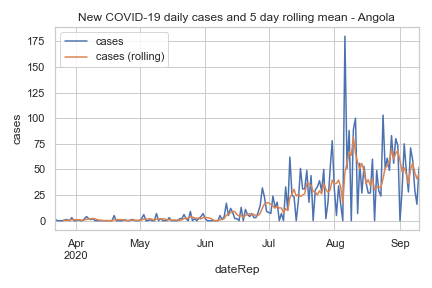 New COVID-19 daily cases and 5 day rolling mean - Angola
cases
cases (rolling)
175
150
125
100
75
50
25
0
cases
Apr
2020
May
Jun
Jul
Aug
Sep
dateRep